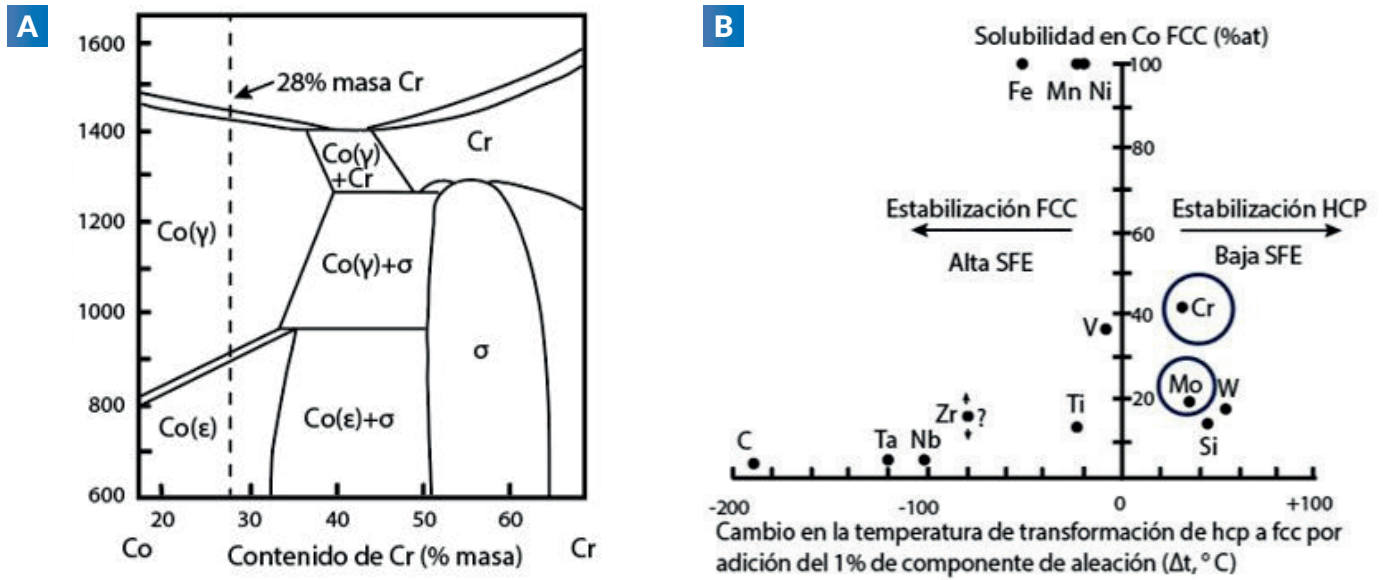 A
1600
1400
1200
1000
800
600
28% masa Cr
Co(γ)
+Cr
Cr
Co(γ)
Co(γ)+σ
σ
Co(ε)
Co(ε)+σ
20
30
40
50
60
Co
Contenido de Cr (% masa)
Cr
B
Solubilidad en Co FCC (%at)
100
Fe
Mn
Ni
80
Estabilización FCC
Estabilización HCP
60
Alta SFE
Baja SFE
Cr
40
V
Mo
W
20
Ti
Zr
?
Si
C
Ta
Nb
-200
-100
0
+100
Cambio en la temperatura de transformación de hcp a fcc por
adición del 1% de componente de aleación (Δt, ° C)